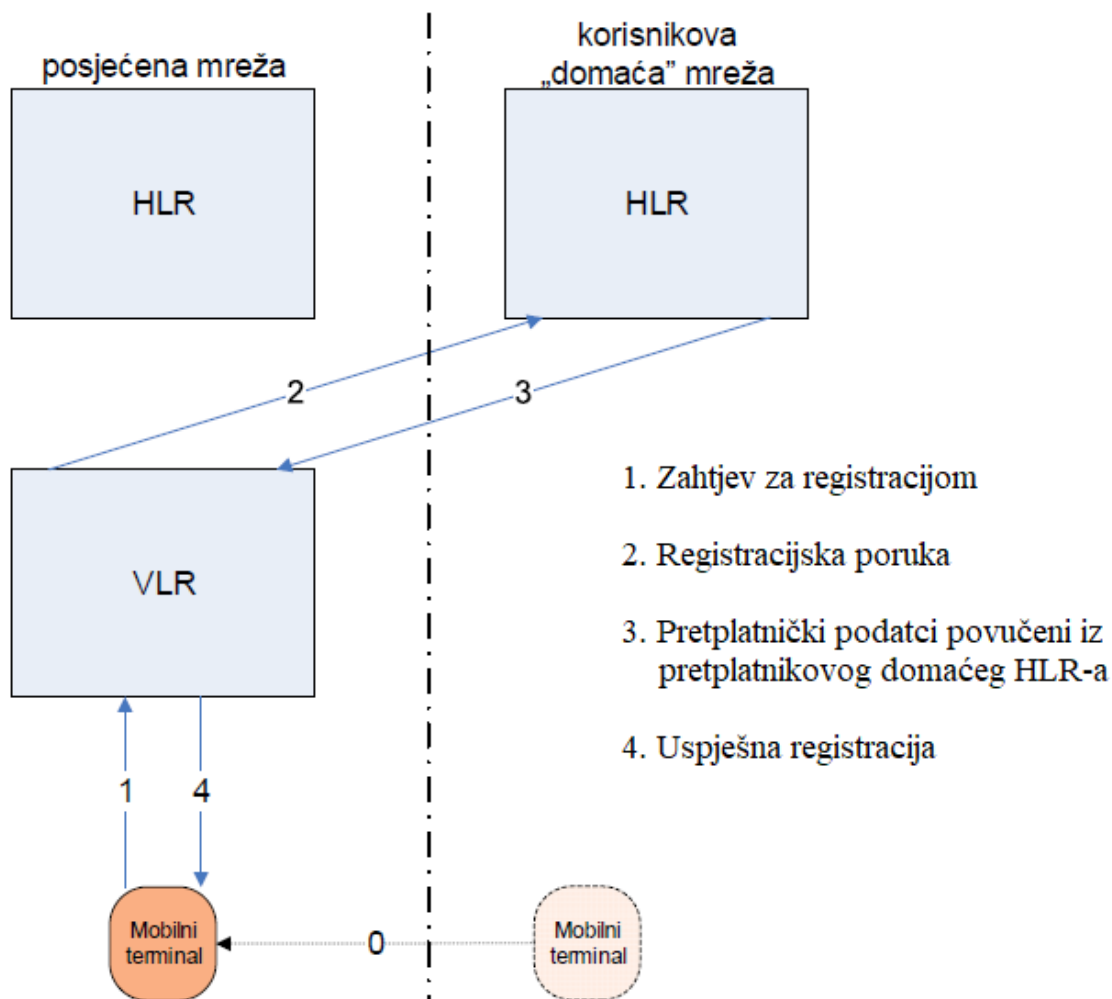 posjećena mreža
korisnikova
„domaća” mreža
HLR
HLR
2
3
VLR
1. Zahtjev za registracijom
2. Registracijska poruka
3. Pretplatnički podatci povučeni iz
pretplatnikovog domaćeg HLR-a
4. Uspješna registracija
1
4
Mobilni
terminal
0
Mobilni
terminal